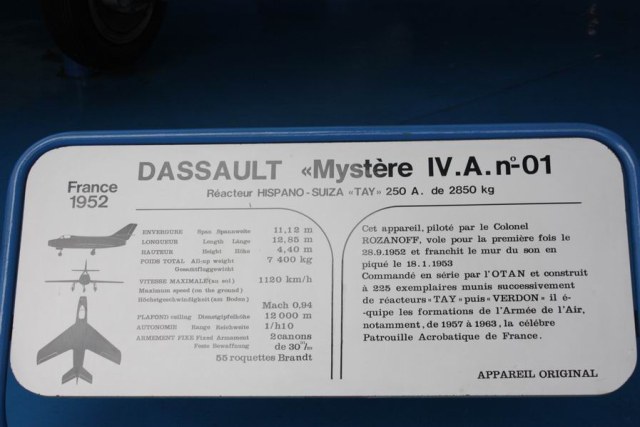 DASSAULT «Mystère IV.A. nº-01
Réacteur HISPANO-SUIZA «TAY» 250 A. de 2850 kg
France
1952
ENVERGURE Span Spannweite 11,12 m
LONGUEUR Length Länge 12,85 m
HAUTEUR Height Höhe 4,40 m
POIDS TOTAL All-up weight 7 400 kg
Gesamtfluggewicht
VITESSE MAXIMALE (au sol) 1120 km/h
Maximum speed (on the ground)
Höchstgeschwindigkeit (am Boden)
Mach 0,94
PLAFOND - ceiling Dienstgipfelhöhe 12 000 m
AUTONOMIE Range Reichweite 1/h10
ARMEMENT FIXE Fixed Armament 2 canons
Feste Bewaffnung de 30 m/m
55 roquettes Brandt
Cet appareil, piloté par le Colonel
ROZANOFF, vole pour la première fois le
28.9.1952 et franchit le mur du son en
piqué le 18.1.1953
Commandé en série par l'OTAN et construit
à 225 exemplaires munis successivement
de réacteurs «TAY» puis «VERDON» il é-
-quipe les formations de l'Armée de l'Air,
notamment, de 1957 à 1963, la célèbre
Patrouille Acrobatique de France.
APPAREIL ORIGINAL